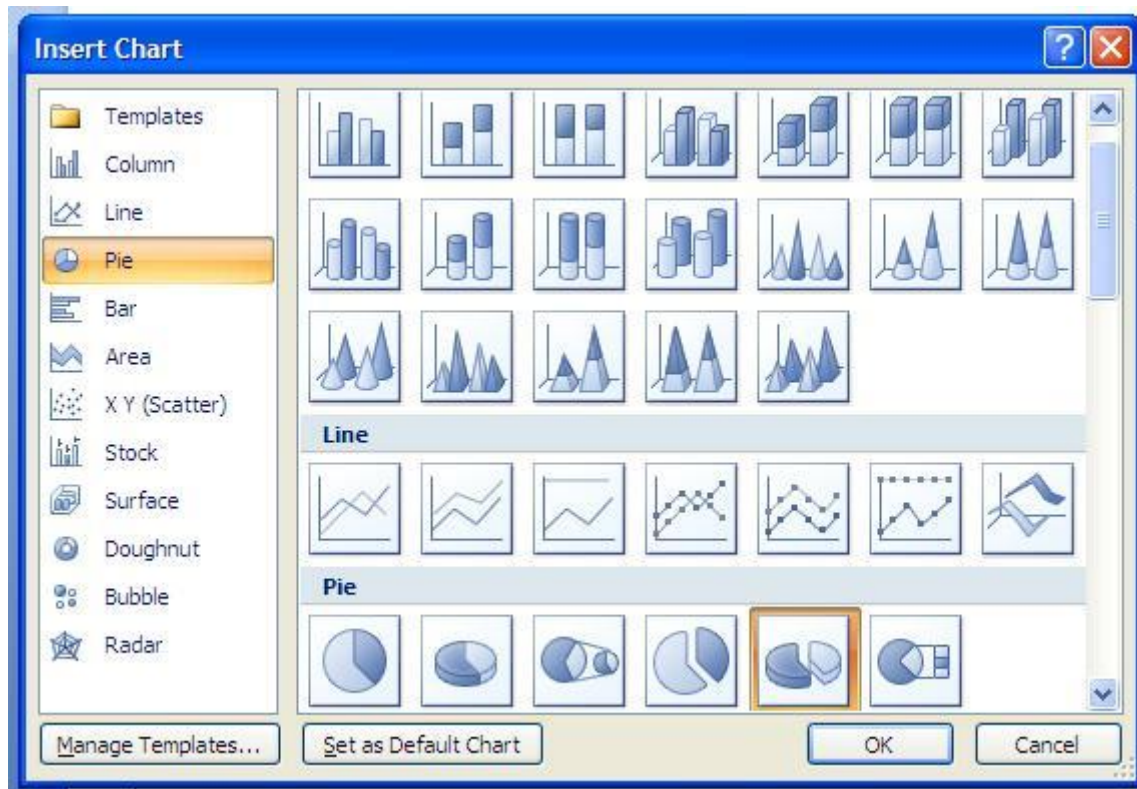 Insert Chart
Templates
Column
Line
Pie
Bar
Area
X Y (Scatter)
Stock
Surface
Doughnut
Bubble
Radar
Line
Pie
Manage Templates...
Set as Default Chart
OK
Cancel